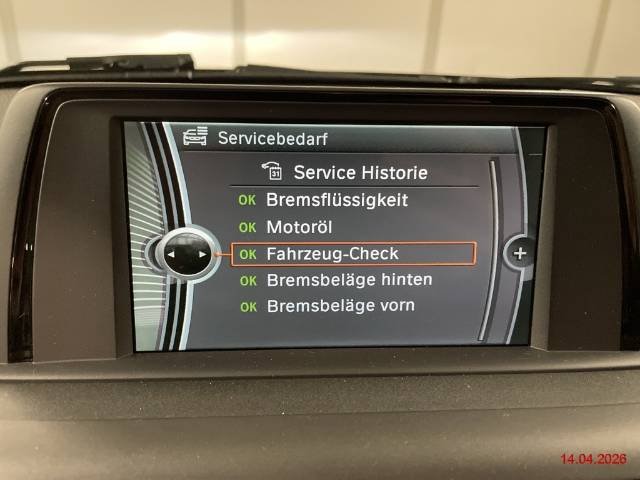 Servicebedarf
31 Service Historie
OK Bremsflüssigkeit
OK Motoröl
OK Fahrzeug-Check
OK Bremsbeläge hinten
OK Bremsbeläge vorn
14.04.2026